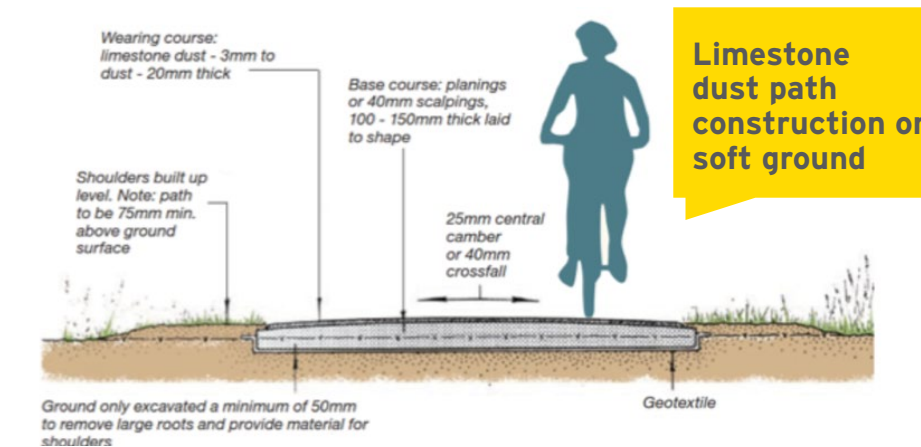 Wearing course:
limestone dust - 3mm to
dust - 20mm thick
Base course: planings
or 40mm scalpings,
100 - 150mm thick laid
to shape
Limestone
dust path
construction or
soft ground
Shoulders built up
level. Note: path
to be 75mm min.
above ground
surface
25mm central
camber
or 40mm
crossfall
Ground only excavated a minimum of 50mm
to remove large roots and provide material for
shoulders
Geotextile